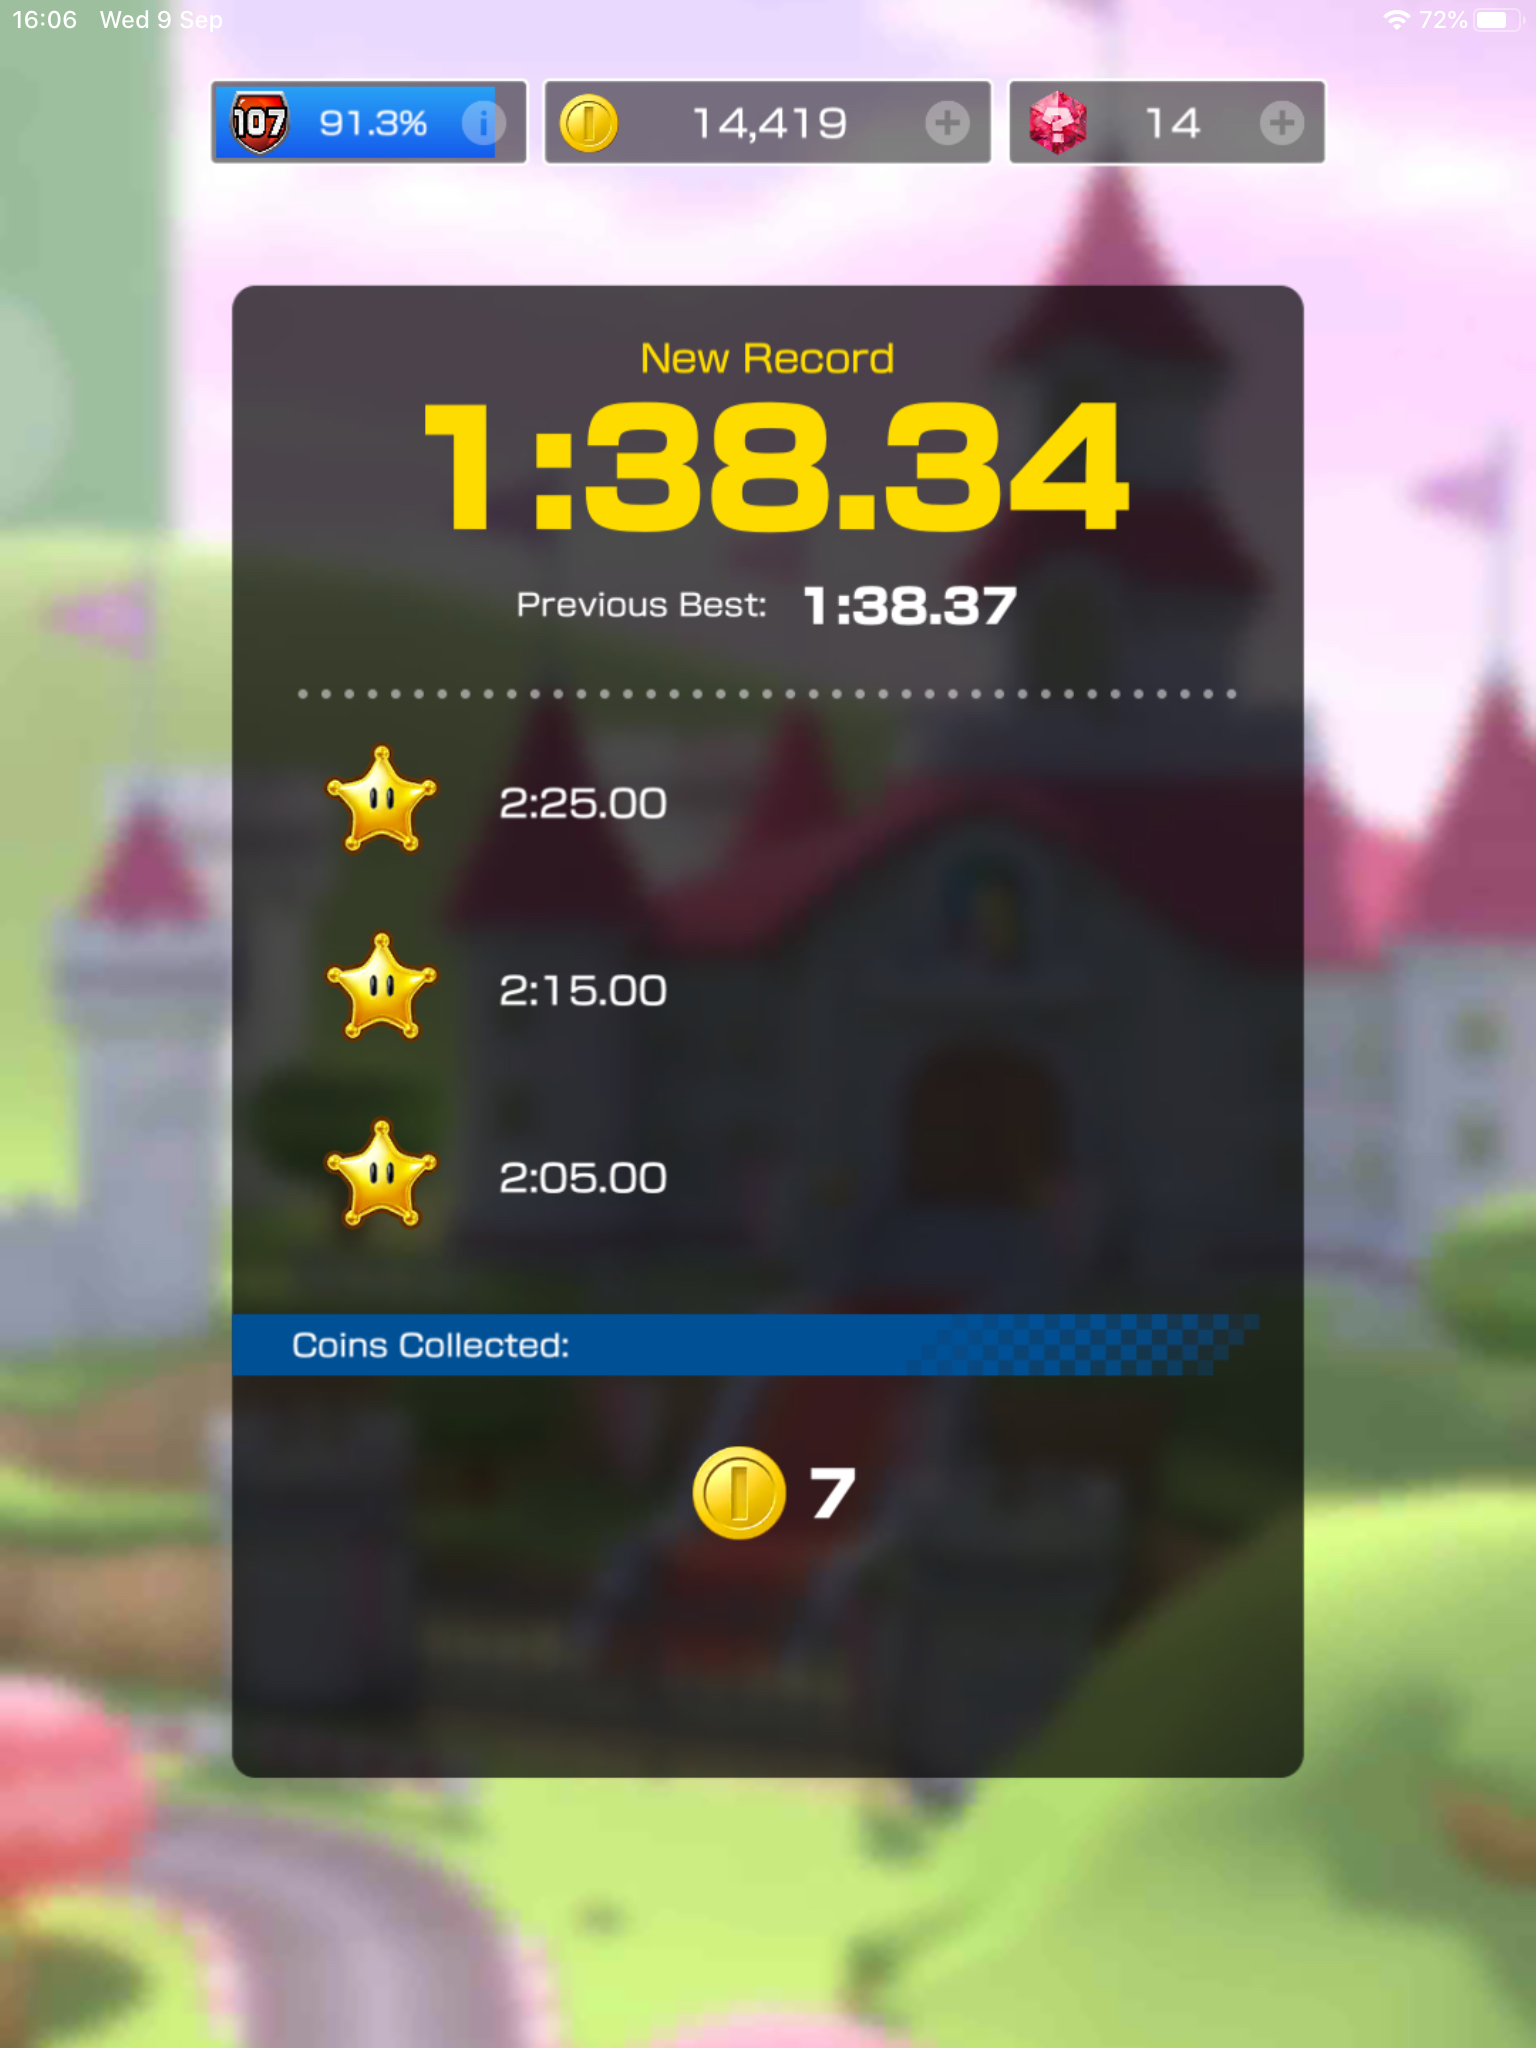 16:06 Wed 9 Sep 72%
107 91.3% i 14,419 + ? 14 +
New Record
1:38.34
Previous Best: 1:38.37
2:25.00
2:15.00
2:05.00
Coins Collected:
7